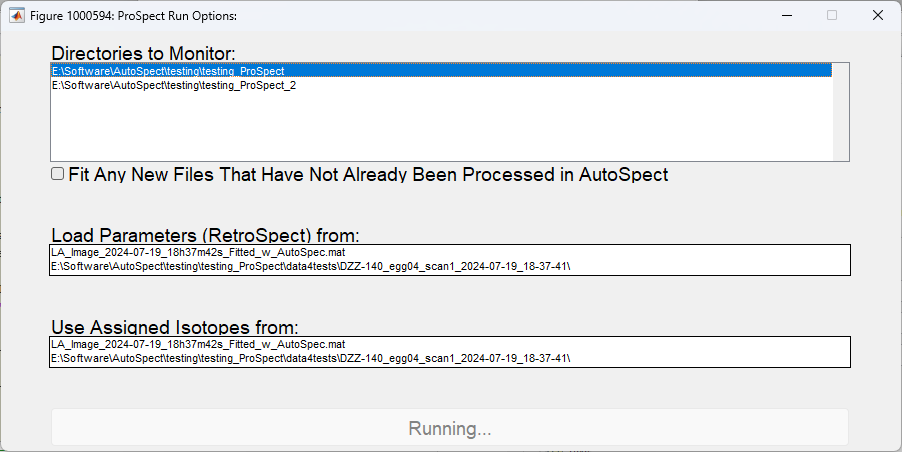 Figure 1000594: ProSpect Run Options:
Directories to Monitor:
E:\Software\AutoSpect\testing\testing_ProSpect
E:\Software\AutoSpect\testing\testing_ProSpect_2
Fit Any New Files That Have Not Already Been Processed in AutoSpect
Load Parameters (RetroSpect) from:
LA_Image_2024-07-19_18h37m42s_Fitted_w_AutoSpec.mat
E:\Software\AutoSpect\testing\testing_ProSpect\data4tests\DZZ-140_egg04_scan1_2024-07-19_18-37-41\
Use Assigned Isotopes from:
LA_Image_2024-07-19_18h37m42s_Fitted_w_AutoSpec.mat
E:\Software\AutoSpect\testing\testing_ProSpect\data4tests\DZZ-140_egg04_scan1_2024-07-19_18-37-41\
Running...